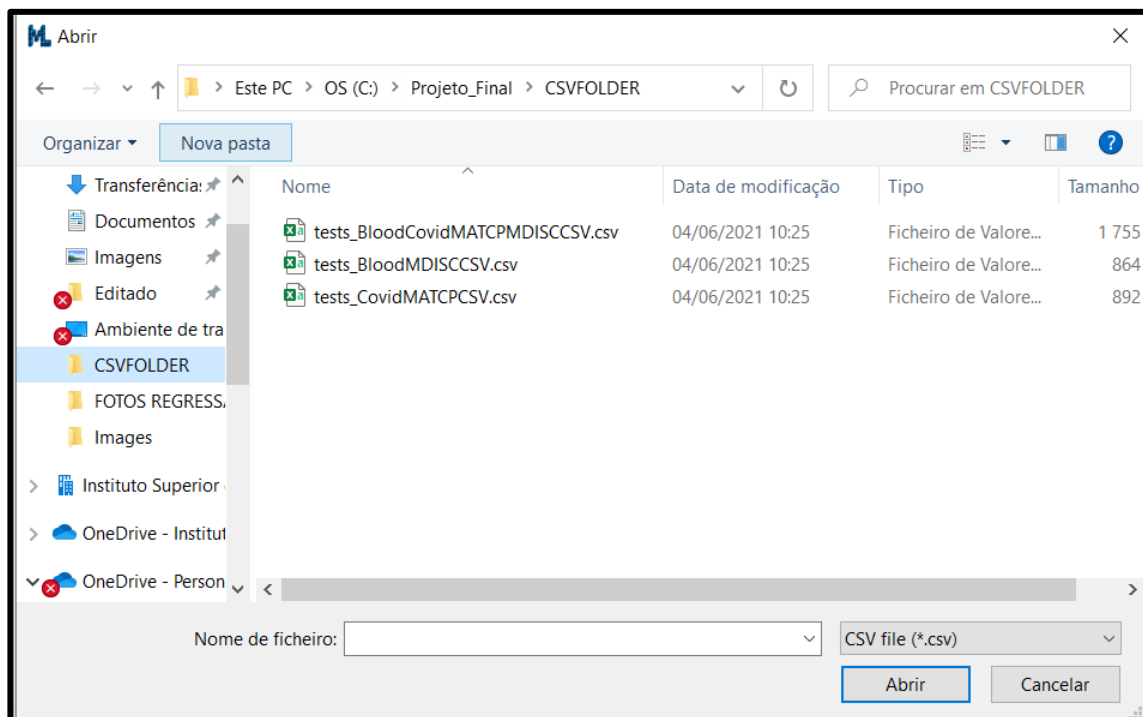 ML Abrir
Este PC > OS (C:) > Projeto_Final > CSVFOLDER Procurar em CSVFOLDER
Organizar Nova pasta ?
Transferências Nome Data de modificação Tipo Tamanho
Documentos tests_BloodCovidMATCPMDISCCSV.csv 04/06/2021 10:25 Ficheiro de Valore... 1 755
Imagens tests_BloodMDISCCSV.csv 04/06/2021 10:25 Ficheiro de Valore... 864
Editado tests_CovidMATCPCSV.csv 04/06/2021 10:25 Ficheiro de Valore... 892
Ambiente de tra
CSVFOLDER
FOTOS REGRESSA
Images
Instituto Superior
OneDrive - Institut
OneDrive - Person
Nome de ficheiro: CSV file (*.csv)
Abrir Cancelar